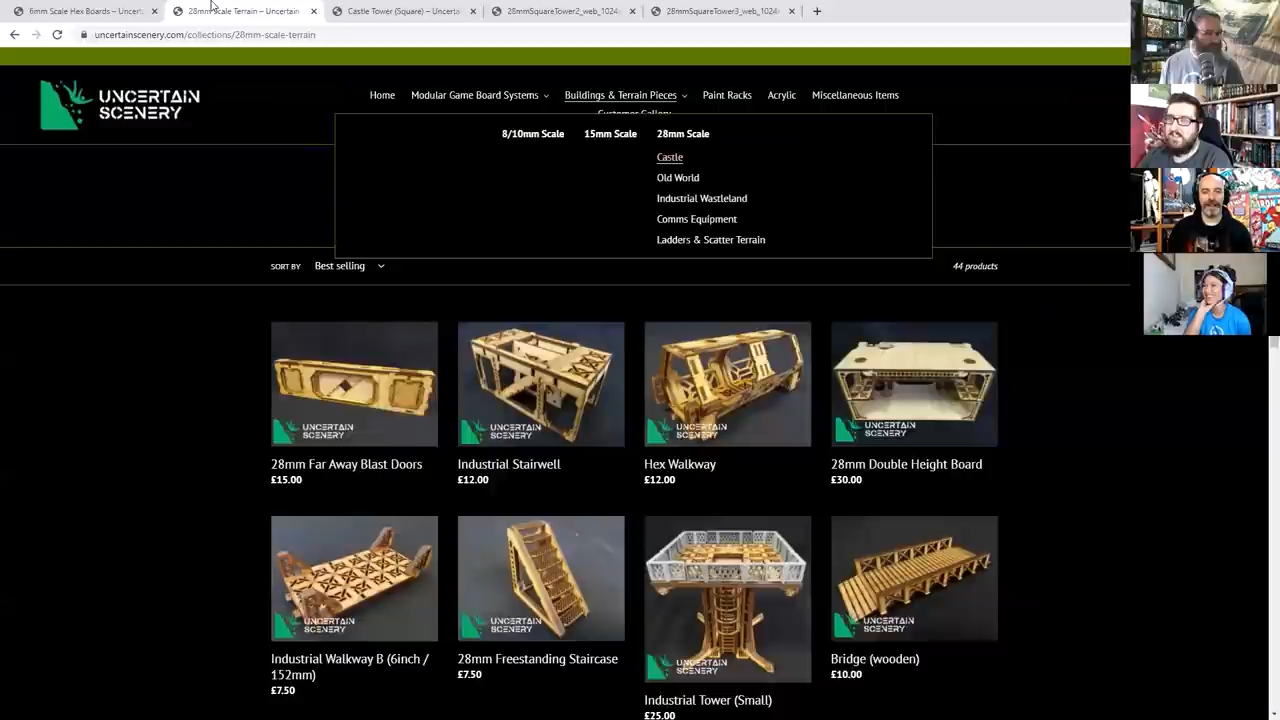 6mm Scale Hex Boards – Uncerta
28mm Scale Terrain – Uncertain
Castle Tower (Square) – Uncerta
28mmSquareTower2_web_1024x
28mmSquareTower3_web_1024x
uncertainscenery.com/collections/28mm-scale-terrain
UNCERTAIN
SCENERY
Home
Modular Game Board Systems
Buildings & Terrain Pieces
Paint Racks
Acrylic
Miscellaneous Items
Customer Gallery
8/10mm Scale
15mm Scale
28mm Scale
Castle
Old World
Industrial Wasteland
Comms Equipment
Ladders & Scatter Terrain
SORT BY
Best selling
44 products
UNCERTAIN
SCENERY
UNCERTAIN
SCENERY
UNCERTAIN
SCENERY
UNCERTAIN
SCENERY
28mm Far Away Blast Doors
£15.00
Industrial Stairwell
£12.00
Hex Walkway
£12.00
28mm Double Height Board
£30.00
UNCERTAIN
SCENERY
UNCERTAIN
SCENERY
UNCERTAIN
SCENERY
UNCERTAIN
SCENERY
Industrial Walkway B (6inch /
152mm)
£7.50
28mm Freestanding Staircase
£7.50
Industrial Tower (Small)
£25.00
Bridge (wooden)
£10.00